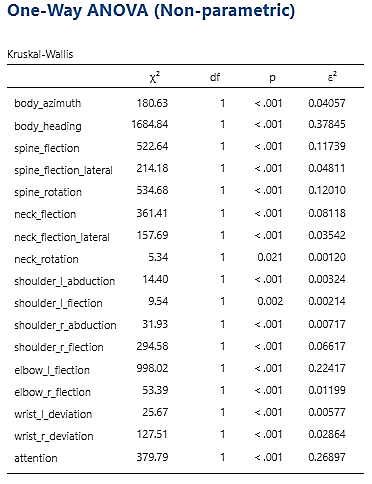 One-Way ANOVA (Non-parametric)
Kruskal-Wallis
χ² df p ε²
body_azimuth 180.63 1 < .001 0.04057
body_heading 1684.84 1 < .001 0.37845
spine_flection 522.64 1 < .001 0.11739
spine_flection_lateral 214.18 1 < .001 0.04811
spine_rotation 534.68 1 < .001 0.12010
neck_flection 361.41 1 < .001 0.08118
neck_flection_lateral 157.69 1 < .001 0.03542
neck_rotation 5.34 1 0.021 0.00120
shoulder_l_abduction 14.40 1 < .001 0.00324
shoulder_l_flection 9.54 1 0.002 0.00214
shoulder_r_abduction 31.93 1 < .001 0.00717
shoulder_r_flection 294.58 1 < .001 0.06617
elbow_l_flection 998.02 1 < .001 0.22417
elbow_r_flection 53.39 1 < .001 0.01199
wrist_l_deviation 25.67 1 < .001 0.00577
wrist_r_deviation 127.51 1 < .001 0.02864
attention 379.79 1 < .001 0.26897